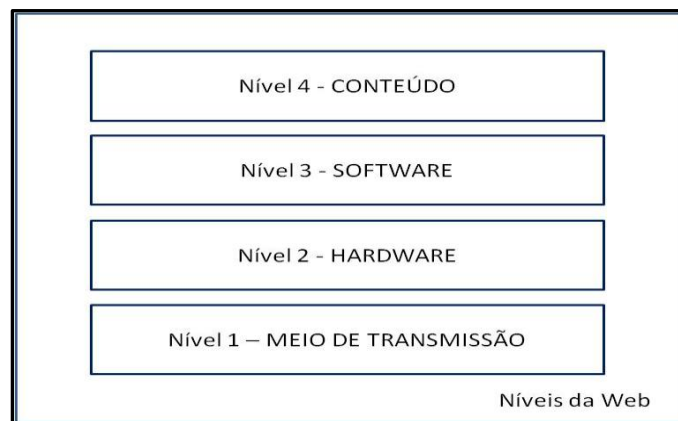 Nível 4 - CONTEÚDO
Nível 3 - SOFTWARE
Nível 2 - HARDWARE
Nível 1 – MEIO DE TRANSMISSÃO
Níveis da Web